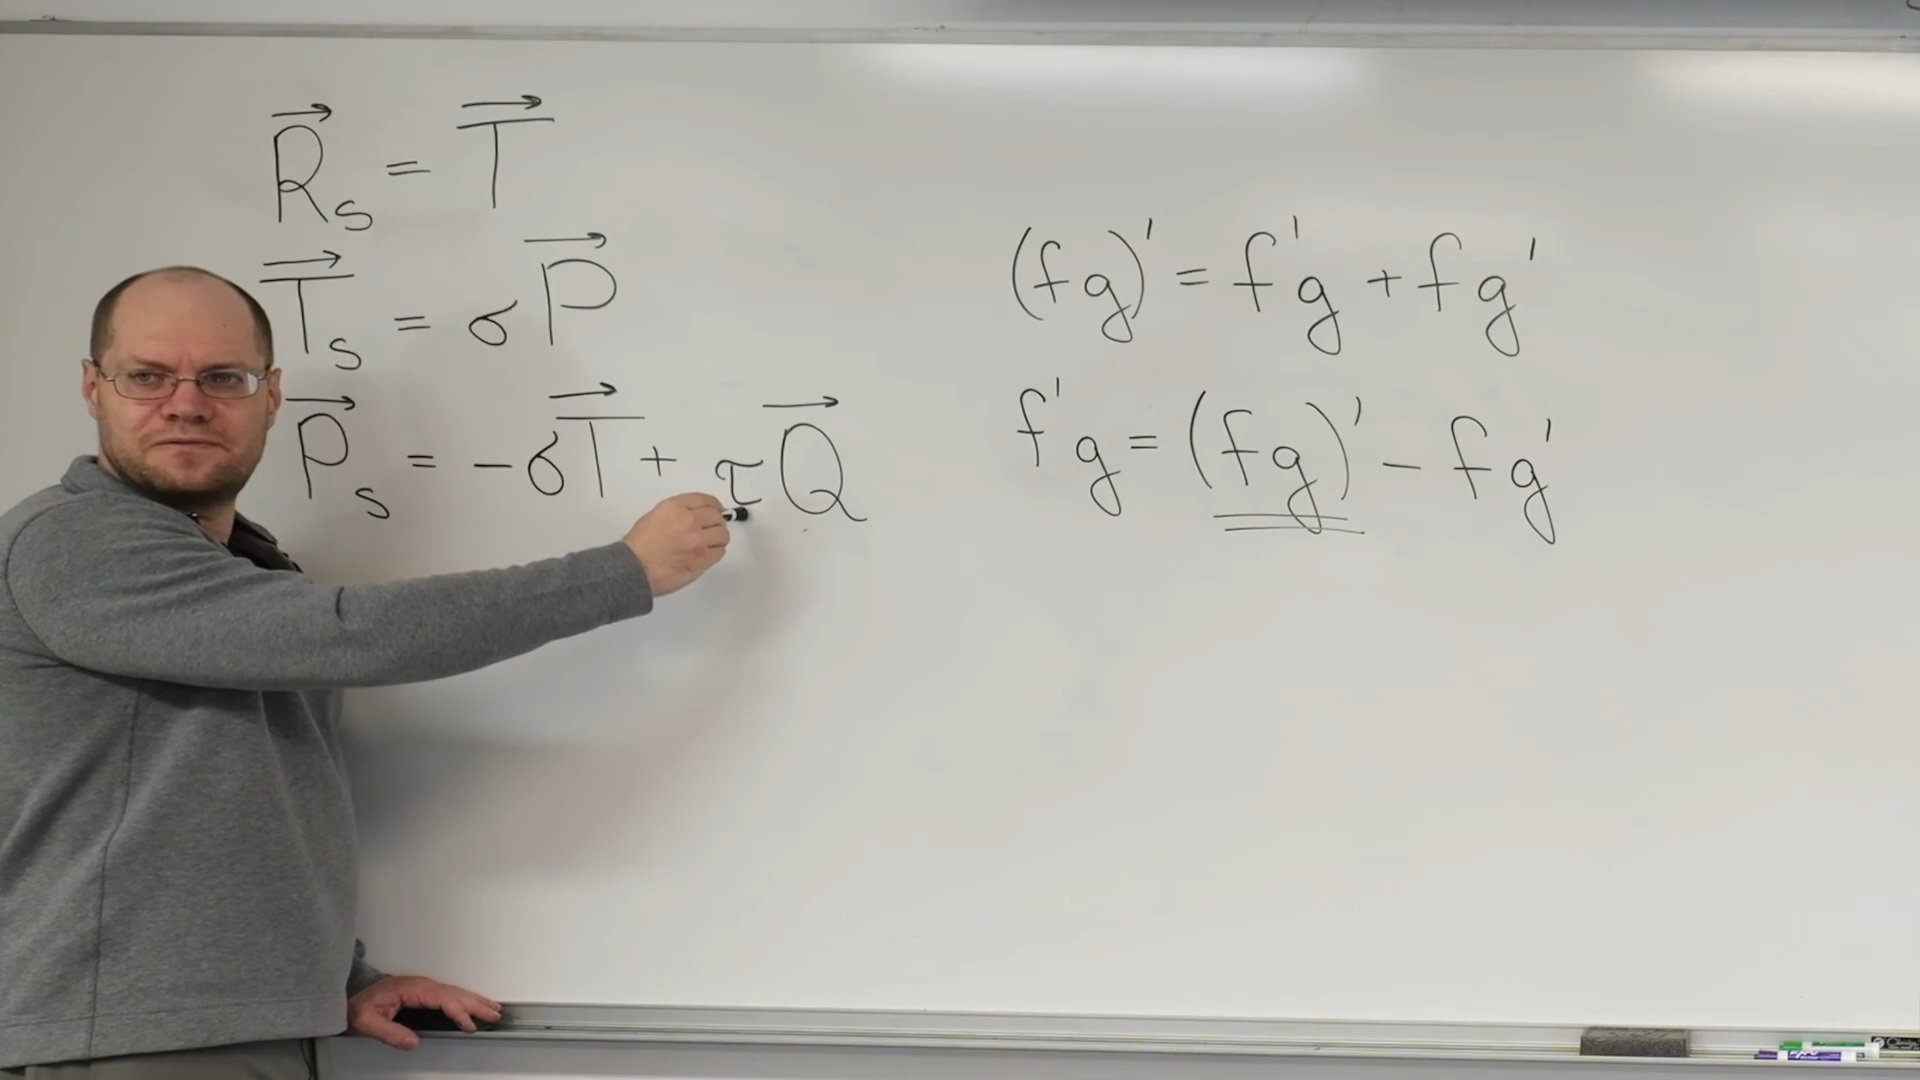 R⃗ₛ = T⃗
T⃗ₛ = σP⃗
P⃗ₛ = -σT⃗ + τQ⃗
(fg)' = f'g + fg'
f'g = (fg)' - fg'